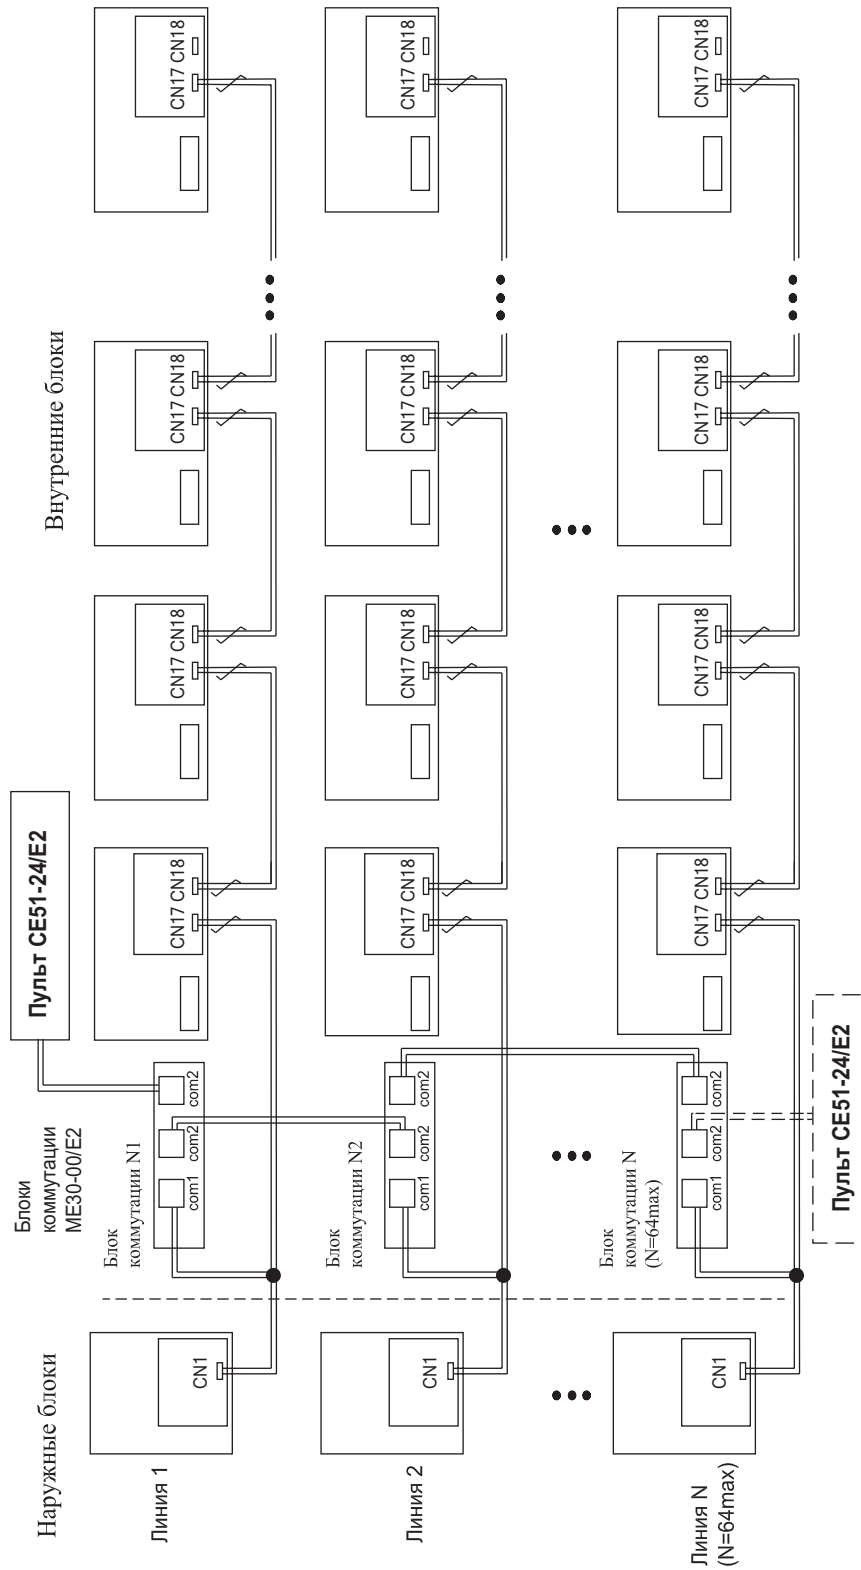 Наружные блоки
Блоки
коммутации
ME30-00/E2
Пульт CE51-24/E2
Внутренние блоки
Линия 1
CN1
Блок
коммутации N1
com1
com2
com2
CN17 CN18
CN17 CN18
CN17 CN18
CN17 CN18
Линия 2
CN1
Блок
коммутации N2
com1
com2
com2
CN17 CN18
CN17 CN18
CN17 CN18
CN17 CN18
Линия N
(N=64max)
CN1
Блок
коммутации N
(N=64max)
com1
com2
com2
CN17 CN18
CN17 CN18
CN17 CN18
CN17 CN18
Пульт CE51-24/E2